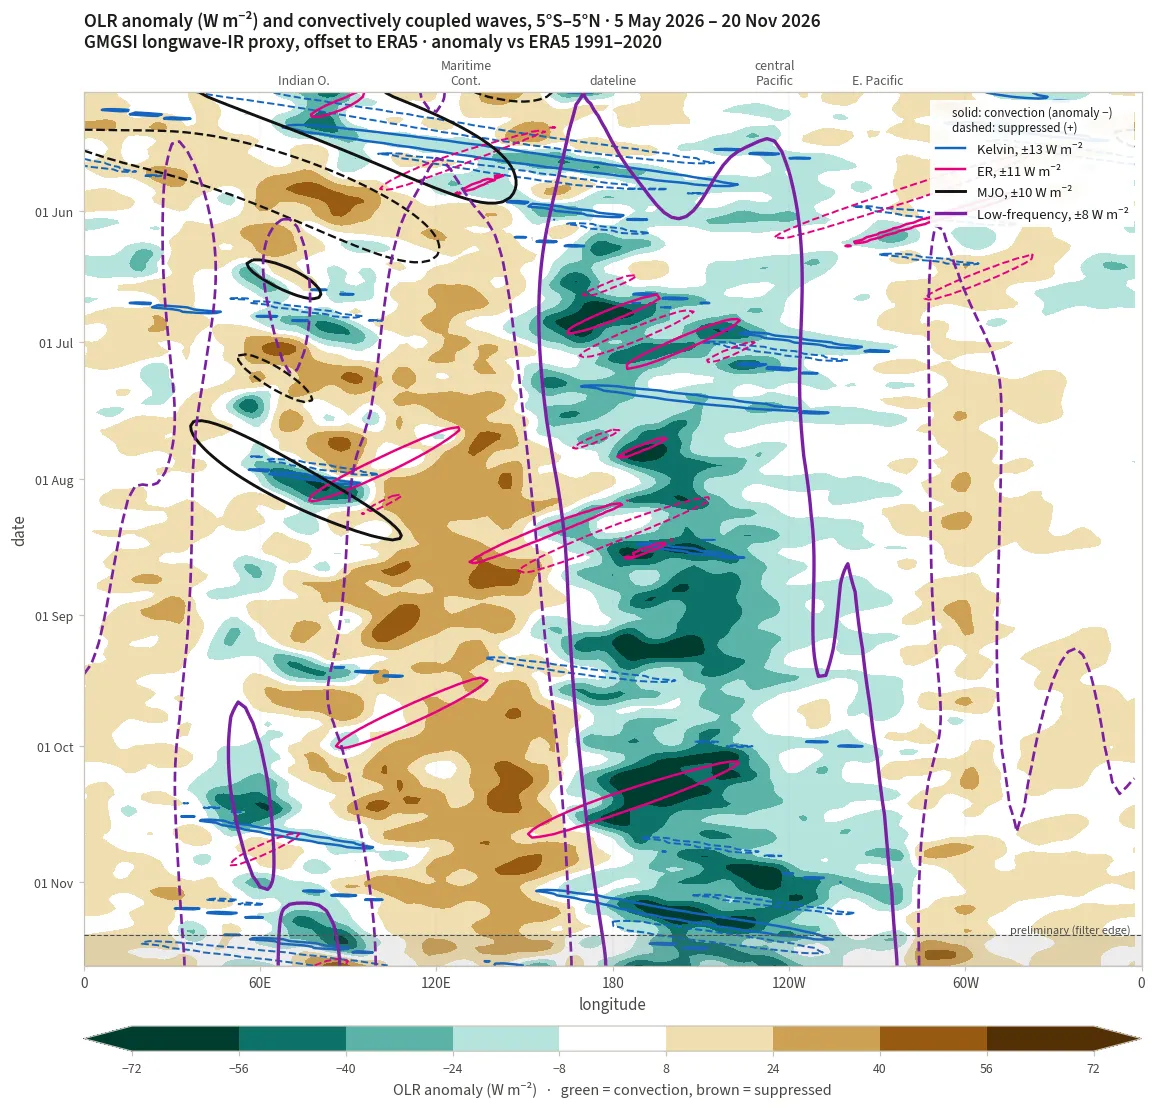 OLR anomaly (W m⁻²) and convectively coupled waves, 5°S–5°N · 5 May 2026 – 20 Nov 2026
GMGSI longwave-IR proxy, offset to ERA5 · anomaly vs ERA5 1991–2020
Indian O.
Maritime
Cont.
dateline
central
Pacific
E. Pacific
solid: convection (anomaly −)
dashed: suppressed (+)
Kelvin, ±13 W m⁻²
ER, ±11 W m⁻²
MJO, ±10 W m⁻²
Low-frequency, ±8 W m⁻²
date
01 Jun
01 Jul
01 Aug
01 Sep
01 Oct
01 Nov
preliminary (filter edge)
0
60E
120E
180
120W
60W
0
longitude
−72
−56
−40
−24
−8
8
24
40
56
72
OLR anomaly (W m⁻²) · green = convection, brown = suppressed